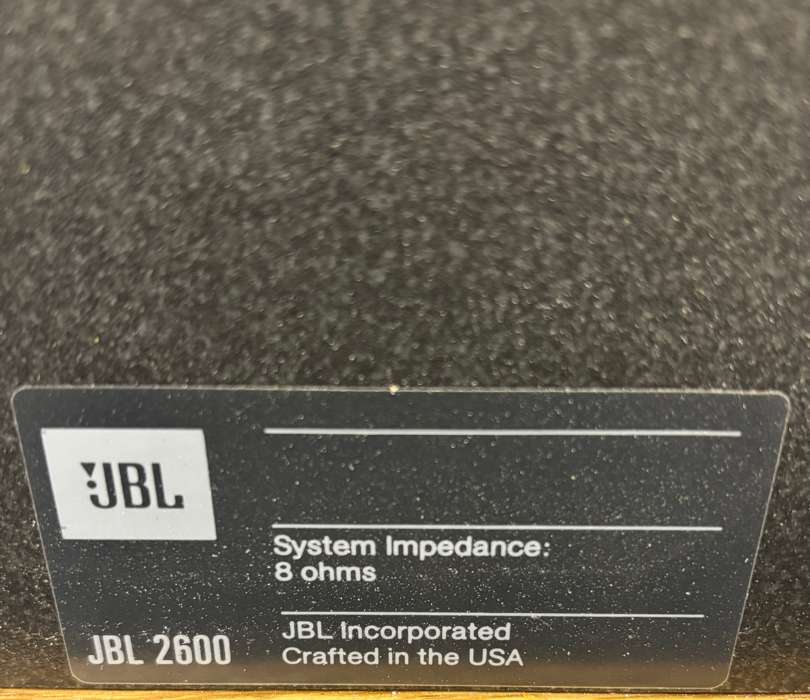 JBL
System Impedance:
8 ohms
JBL 2600
JBL Incorporated
Crafted in the USA